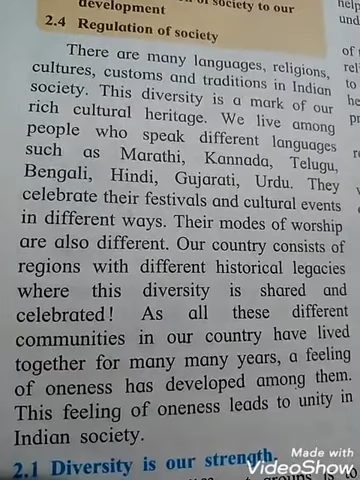 of society to our
development
2.4 Regulation of society
There are many languages, religions,
cultures, customs and traditions in Indian
society. This diversity is a mark of our
rich cultural heritage. We live among
people who speak different languages
such as Marathi, Kannada, Telugu,
Bengali, Hindi, Gujarati, Urdu. They
celebrate their festivals and cultural events
in different ways. Their modes of worship
are also different. Our country consists of
regions with different historical legacies
where this diversity is shared and
celebrated! As all these different
communities in our country have lived
together for many many years, a feeling
of oneness has developed among them.
This feeling of oneness leads to unity in
Indian society.
2.1 Diversity is our strength.
Made with
VideoShow